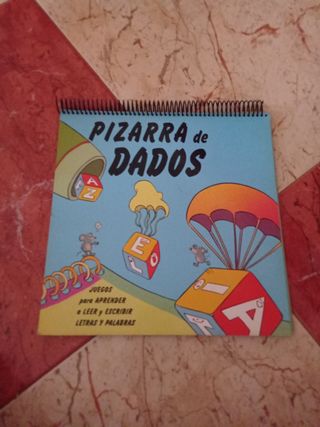 PIZARRA de
DADOS
A
Z
E
O
I
A
JUEGOS
para APRENDER
a LEER y ESCRIBIR
LETRAS Y PALABRAS